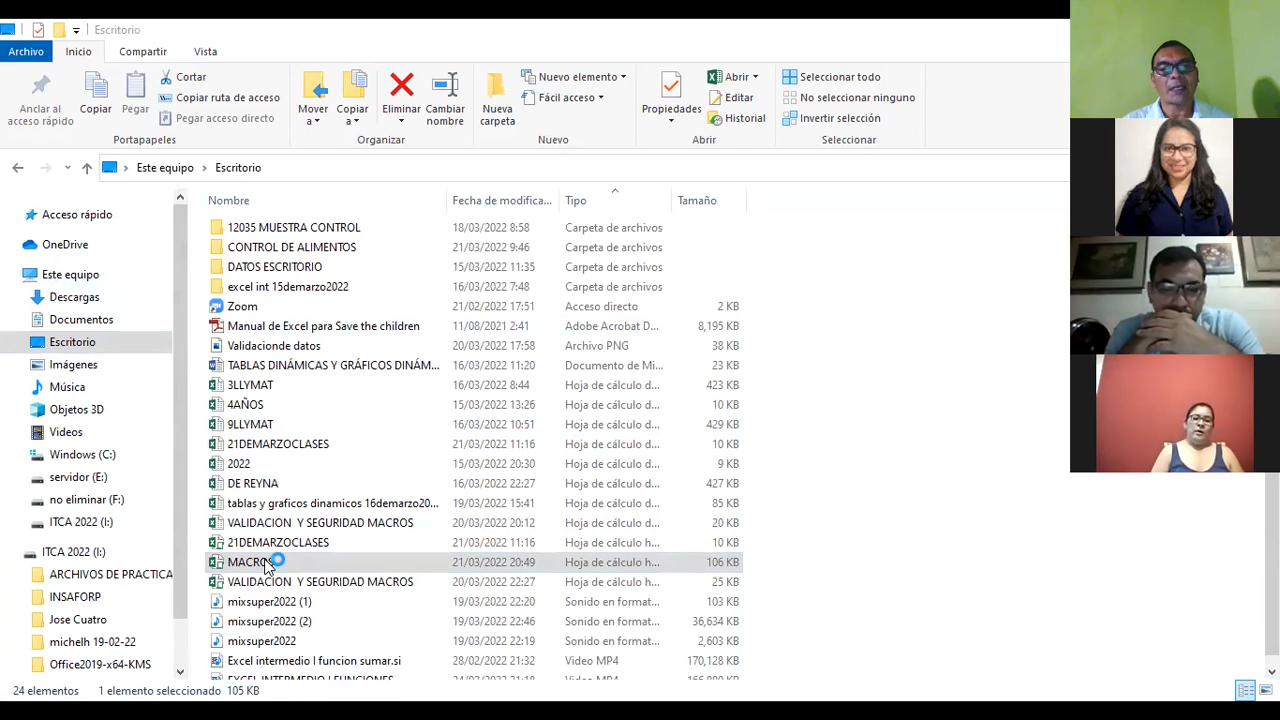 Escritorio
Archivo Inicio Compartir Vista
Anclar al acceso rápido
Copiar
Pegar
Cortar
Copiar ruta de acceso
Pegar acceso directo
Portapapeles
Mover a
Copiar a
Eliminar
Cambiar nombre
Organizar
Nueva carpeta
Nuevo elemento
Fácil acceso
Nuevo
Propiedades
Abrir
Editar
Historial
Abrir
Seleccionar todo
No seleccionar ninguno
Invertir selección
Seleccionar
Este equipo Escritorio
Acceso rápido
OneDrive
Este equipo
Descargas
Documentos
Escritorio
Imágenes
Música
Objetos 3D
Videos
Windows (C:)
servidor (E:)
no eliminar (F:)
ITCA 2022 (I:)
ITCA 2022 (I:)
ARCHIVOS DE PRACTICA
INSAFORP
Jose Cuatro
michelh 19-02-22
Office2019-x64-KMS
Nombre Fecha de modifica... Tipo Tamaño
12035 MUESTRA CONTROL 18/03/2022 8:58 Carpeta de archivos
CONTROL DE ALIMENTOS 21/03/2022 9:46 Carpeta de archivos
DATOS ESCRITORIO 15/03/2022 11:35 Carpeta de archivos
excel int 15demarzo2022 16/03/2022 7:48 Carpeta de archivos
Zoom 21/02/2022 17:51 Acceso directo 2 KB
Manual de Excel para Save the children 11/08/2021 2:41 Adobe Acrobat D... 8,195 KB
Validacionde datos 20/03/2022 17:58 Archivo PNG 38 KB
TABLAS DINÁMICAS Y GRÁFICOS DINÁM... 16/03/2022 17:22 Documento de Mi... 23 KB
3LLYMAT 16/03/2022 8:44 Hoja de cálculo d... 423 KB
4AÑOS 15/03/2022 13:26 Hoja de cálculo d... 10 KB
9LLYMAT 16/03/2022 10:51 Hoja de cálculo d... 429 KB
21DEMARZOCLASES 21/03/2022 11:16 Hoja de cálculo d... 10 KB
2022 15/03/2022 20:30 Hoja de cálculo d... 9 KB
DE REYNA 16/03/2022 22:27 Hoja de cálculo d... 427 KB
tablas y graficos dinamicos 16demarzo20... 19/03/2022 15:41 Hoja de cálculo d... 85 KB
VALIDACION Y SEGURIDAD MACROS 20/03/2022 20:12 Hoja de cálculo d... 20 KB
21DEMARZOCLASES 21/03/2022 11:16 Hoja de cálculo h... 10 KB
MACROS 21/03/2022 20:49 Hoja de cálculo h... 106 KB
VALIDACION Y SEGURIDAD MACROS 20/03/2022 22:27 Hoja de cálculo h... 25 KB
mixsuper2022 (1) 19/03/2022 22:20 Sonido en format... 103 KB
mixsuper2022 (2) 19/03/2022 22:46 Sonido en format... 36,634 KB
mixsuper2022 19/03/2022 22:19 Sonido en format... 2,603 KB
Excel intermedio I funcion sumar.si 28/02/2022 21:32 Video MP4 170,128 KB
EXCEL INTERMEDIO I FUNCIONES Video MP4
24 elementos 1 elemento seleccionado 105 KB